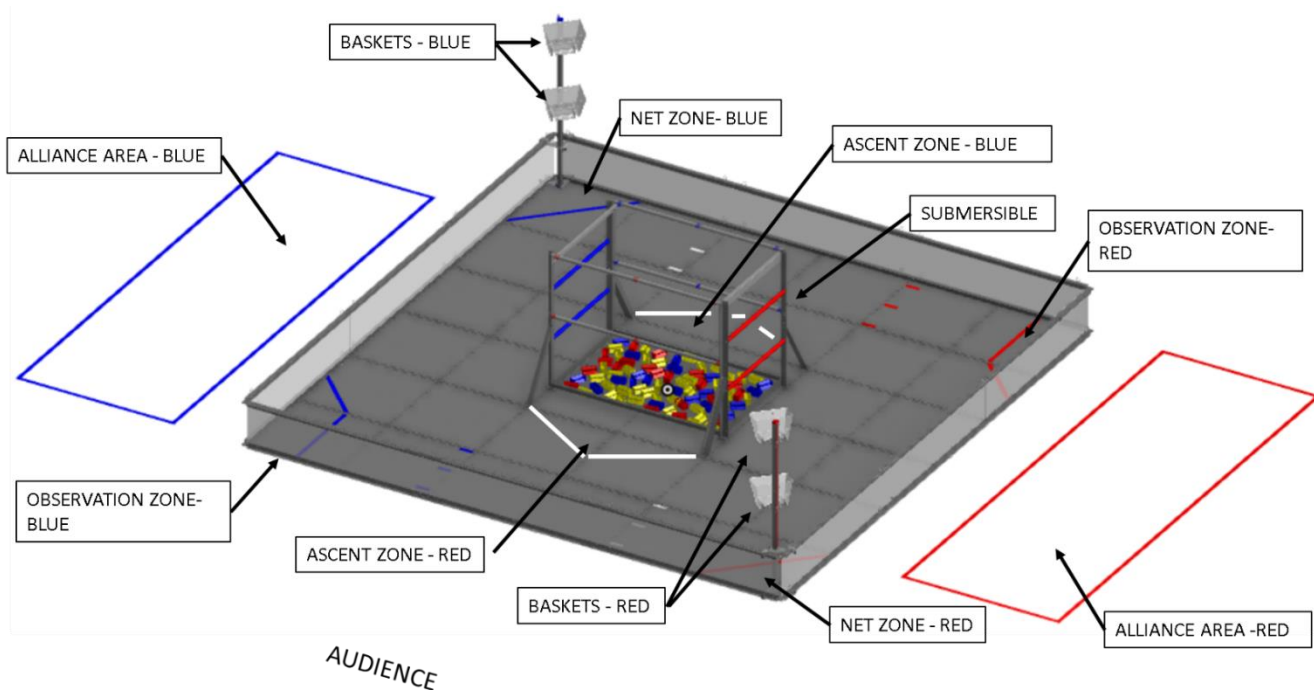 BASKETS - BLUE
NET ZONE- BLUE
ALLIANCE AREA - BLUE
ASCENT ZONE - BLUE
SUBMERSIBLE
OBSERVATION ZONE-
RED
OBSERVATION ZONE-
BLUE
ASCENT ZONE - RED
BASKETS - RED
NET ZONE - RED
ALLIANCE AREA -RED
AUDIENCE